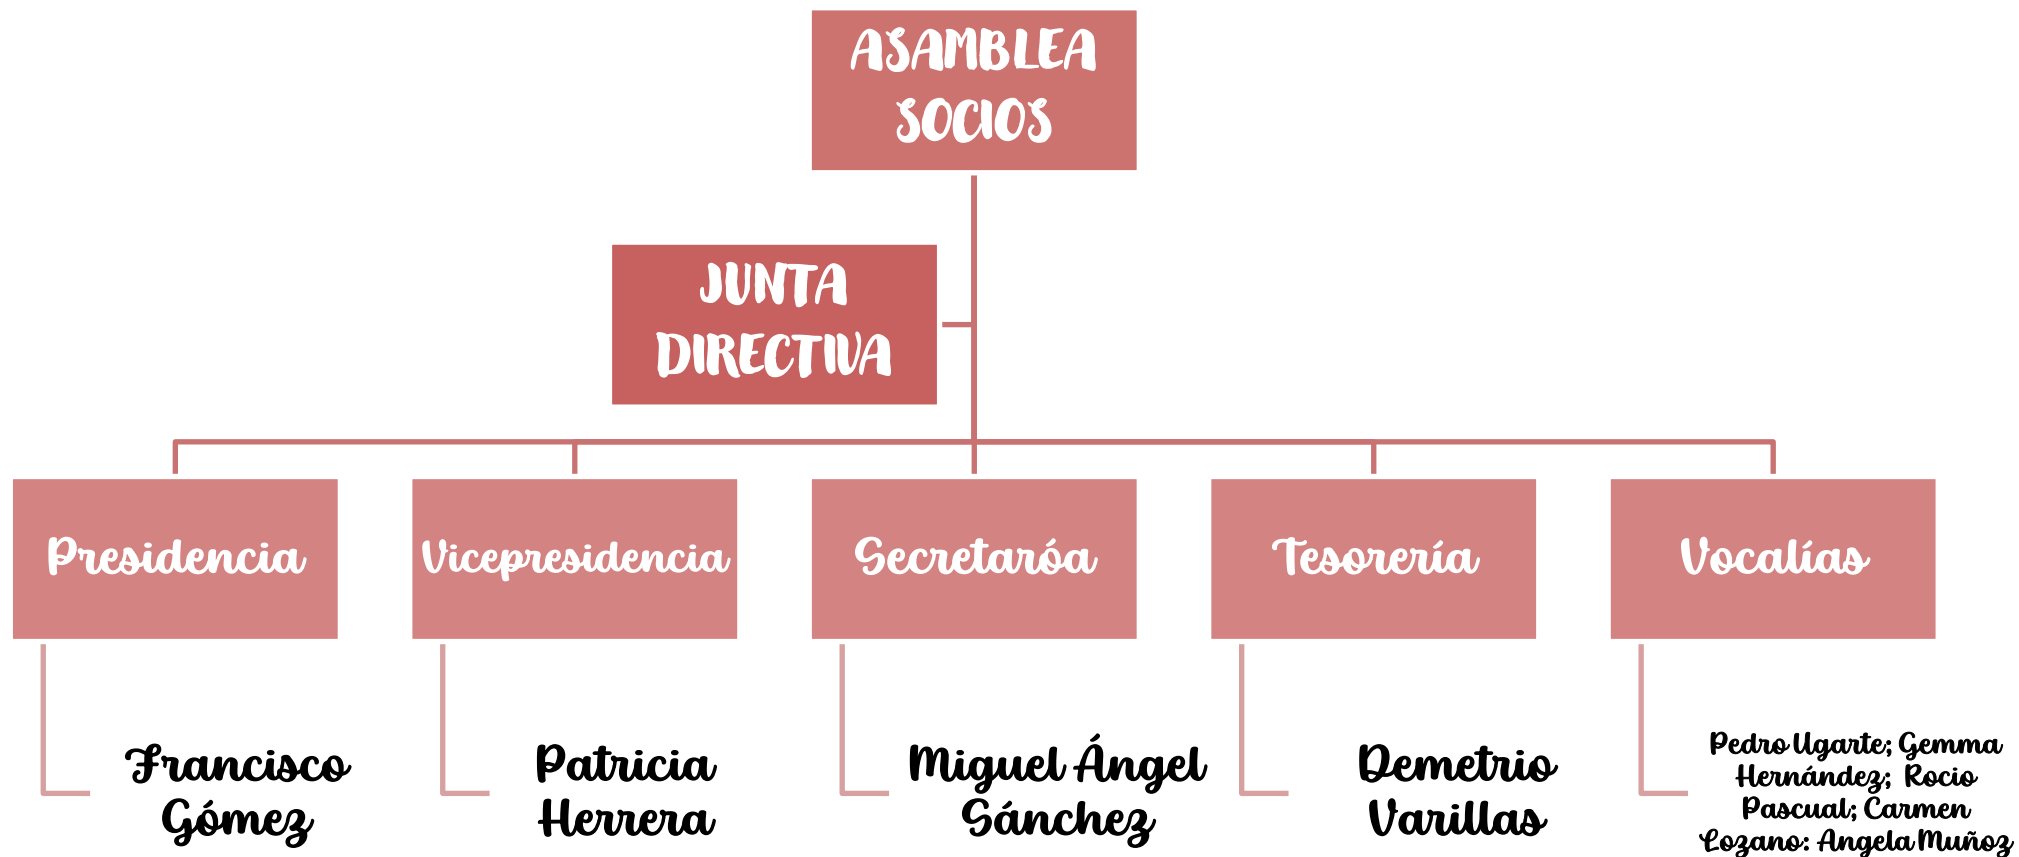 ASAMBLEA
SOCIOS
JUNTA
DIRECTIVA
Presidencia
Vicepresidencia
Secretaróa
Tesorería
Vocalías
Francisco
Gómez
Patricia
Herrera
Miguel Ángel
Sánchez
Demetrio
Varillas
Pedro Ugarte; Gemma
Hernández; Rocio
Pascual; Carmen
Lozano: Angela Muñoz